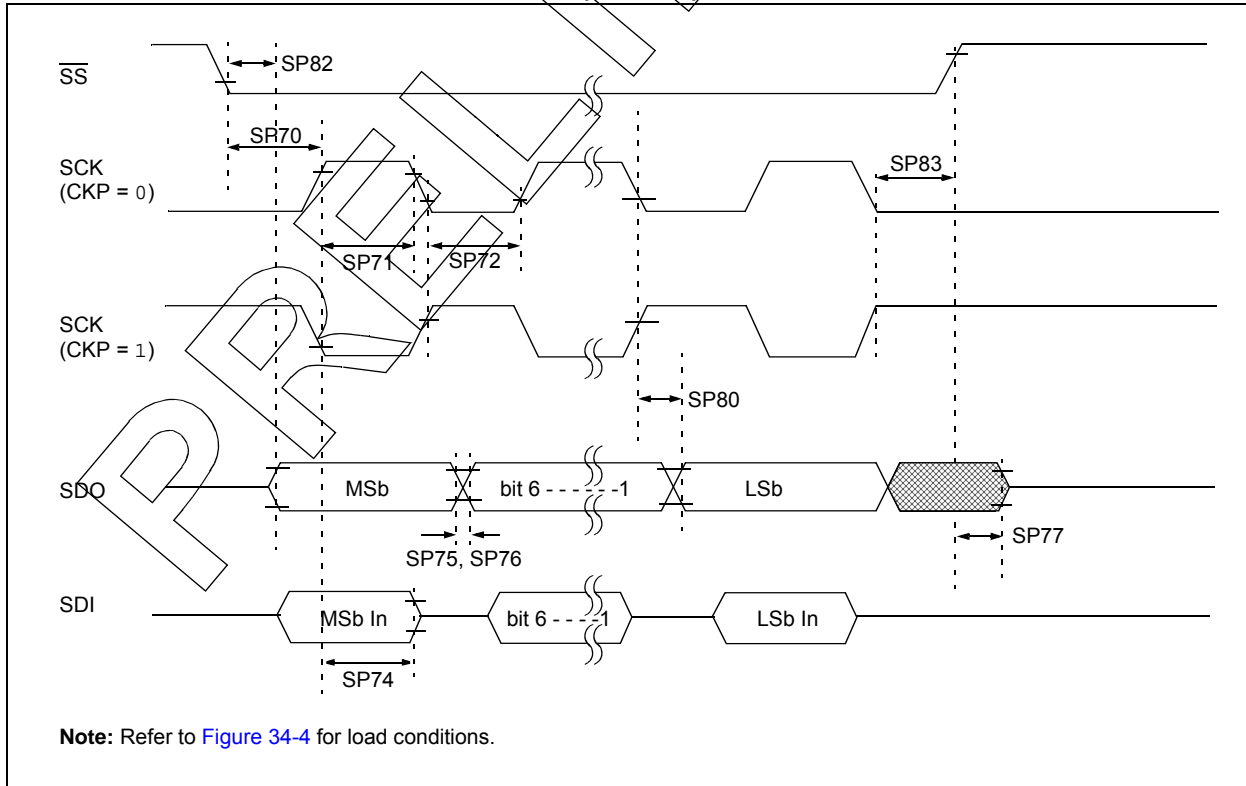 SS
SP82
SP70
SCK
(CKP = 0)
SP83
SP71
SP72
SCK
(CKP = 1)
SP80
SDO
MSb
bit 6 - - - - - -1
LSb
SP75, SP76
SP77
SDI
MSb In
bit 6 - - - -1
LSb In
SP74
Note: Refer to Figure 34-4 for load conditions.
PRELI